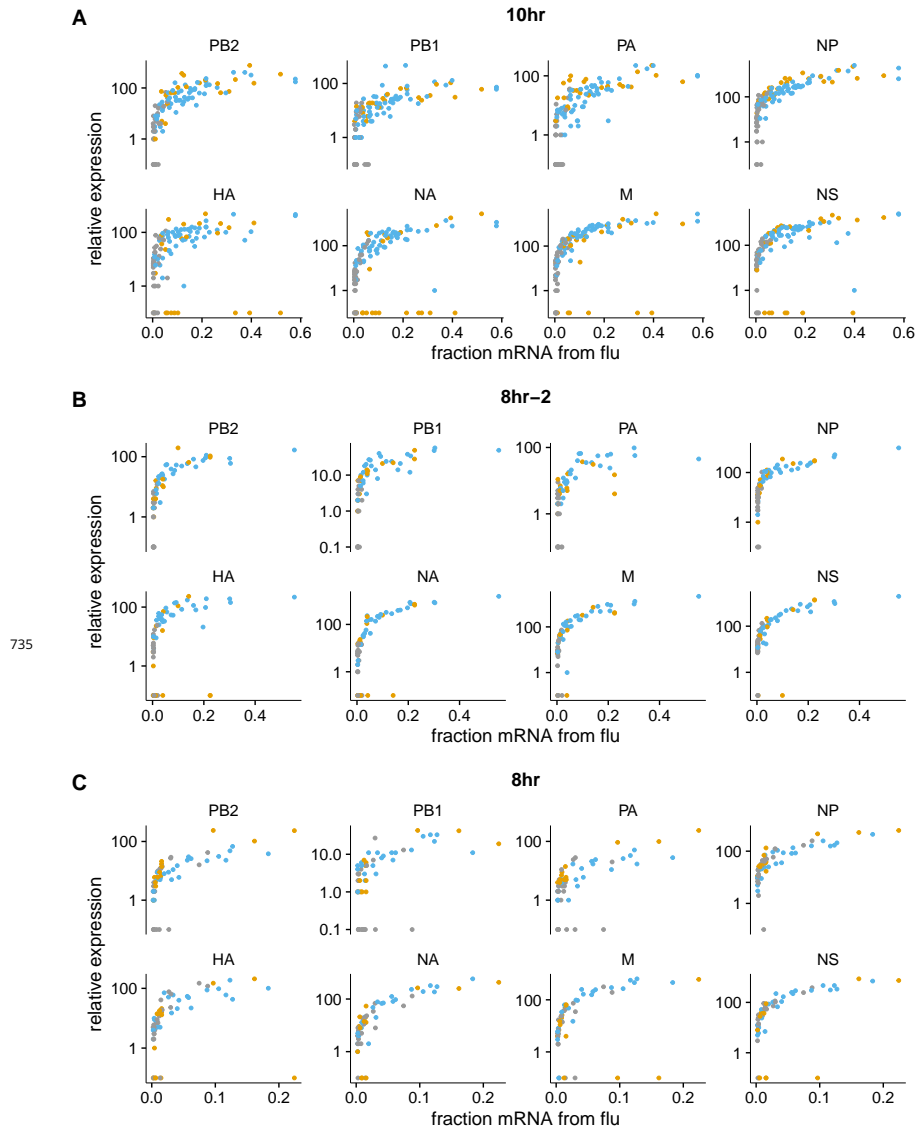 A
10hr
PB2 PB1 PA NP
100 100 100 100
1 1 1 1
HA NA M NS
100 100 100 100
1 1 1 1
relative expression
0.0 0.2 0.4 0.6 0.0 0.2 0.4 0.6 0.0 0.2 0.4 0.6 0.0 0.2 0.4 0.6
fraction mRNA from flu
B
8hr−2
PB2 PB1 PA NP
100 10.0 100 100
1 1.0 1 1
0.1
HA NA M NS
100 100 100 100
1 1 1 1
relative expression
735
0.0 0.2 0.4 0.0 0.2 0.4 0.0 0.2 0.4 0.0 0.2 0.4
fraction mRNA from flu
C
8hr
PB2 PB1 PA NP
100 10.0 100 100
1 1.0 1 1
0.1
HA NA M NS
100 100 100 100
1 1 1 1
relative expression
0.0 0.1 0.2 0.0 0.1 0.2 0.0 0.1 0.2 0.0 0.1 0.2
fraction mRNA from flu